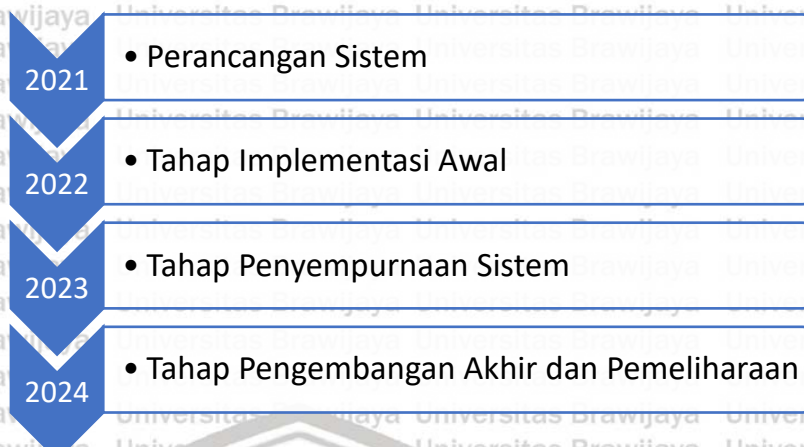 2021
• Perancangan Sistem
2022
• Tahap Implementasi Awal
2023
• Tahap Penyempurnaan Sistem
2024
• Tahap Pengembangan Akhir dan Pemeliharaan